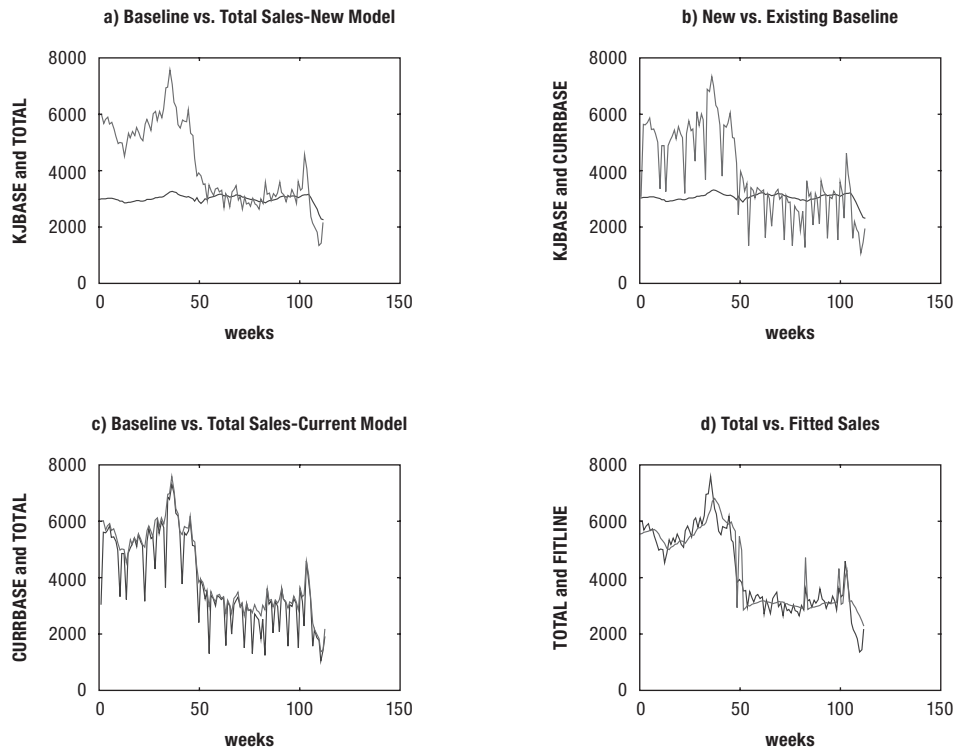 a) Baseline vs. Total Sales-New Model
KJBASE and TOTAL
8000
6000
4000
2000
0
0 50 100 150
weeks
b) New vs. Existing Baseline
KJBASE and CURRBASE
8000
6000
4000
2000
0
0 50 100 150
weeks
c) Baseline vs. Total Sales-Current Model
CURRBASE and TOTAL
8000
6000
4000
2000
0
0 50 100 150
weeks
d) Total vs. Fitted Sales
TOTAL and FITLINE
8000
6000
4000
2000
0
0 50 100 150
weeks